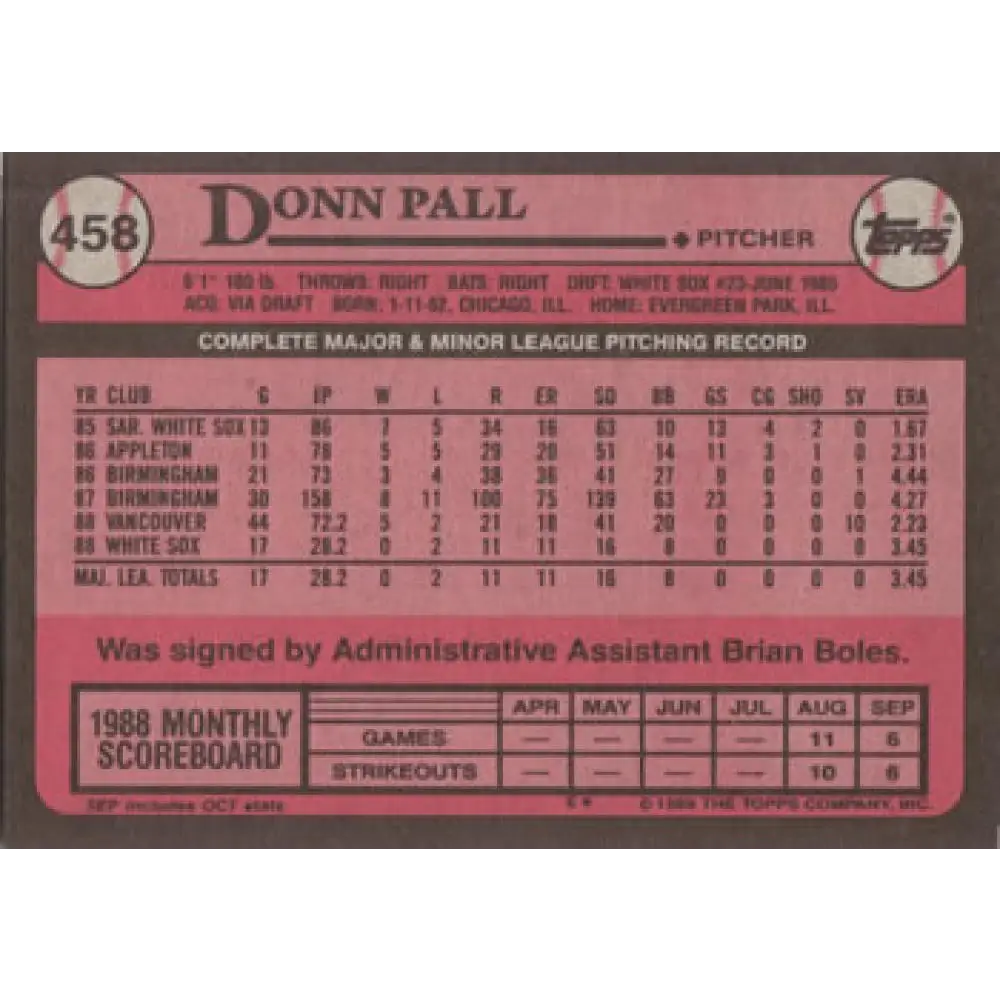 458 DONN PALL
PITCHER
TOPPS®
6'1" 180 lb. THROWS: RIGHT BATS: RIGHT DRFT: WHITE SOX #23-JUNE 1985
ACQ: VIA DRAFT BORN: 1-11-62, CHICAGO, ILL. HOME: EVERGREEN PARK, ILL.
COMPLETE MAJOR & MINOR LEAGUE PITCHING RECORD
YR CLUB G IP W L R ER SO BB GS CG SHO SV ERA
85 SAR. WHITE SOX 13 86 7 5 34 16 63 10 13 4 2 0 1.67
86 APPLETON 11 78 5 5 29 20 51 14 11 3 1 0 2.31
86 BIRMINGHAM 21 73 3 4 38 36 41 27 9 0 0 1 4.44
87 BIRMINGHAM 30 158 8 11 100 75 139 63 23 3 0 0 4.27
88 VANCOUVER 44 72.2 5 2 21 18 41 20 0 0 0 10 2.23
88 WHITE SOX 17 28.2 0 2 11 11 16 8 0 0 0 0 3.45
MAJ. LEA. TOTALS 17 28.2 0 2 11 11 16 8 0 0 0 0 3.45
Was signed by Administrative Assistant Brian Boles.
1988 MONTHLY SCOREBOARD
APR MAY JUN JUL AUG SEP
GAMES — — — — 11 6
STRIKEOUTS — — — — 10 6
SEP includes OCT stats
© 1989 THE TOPPS COMPANY, INC.